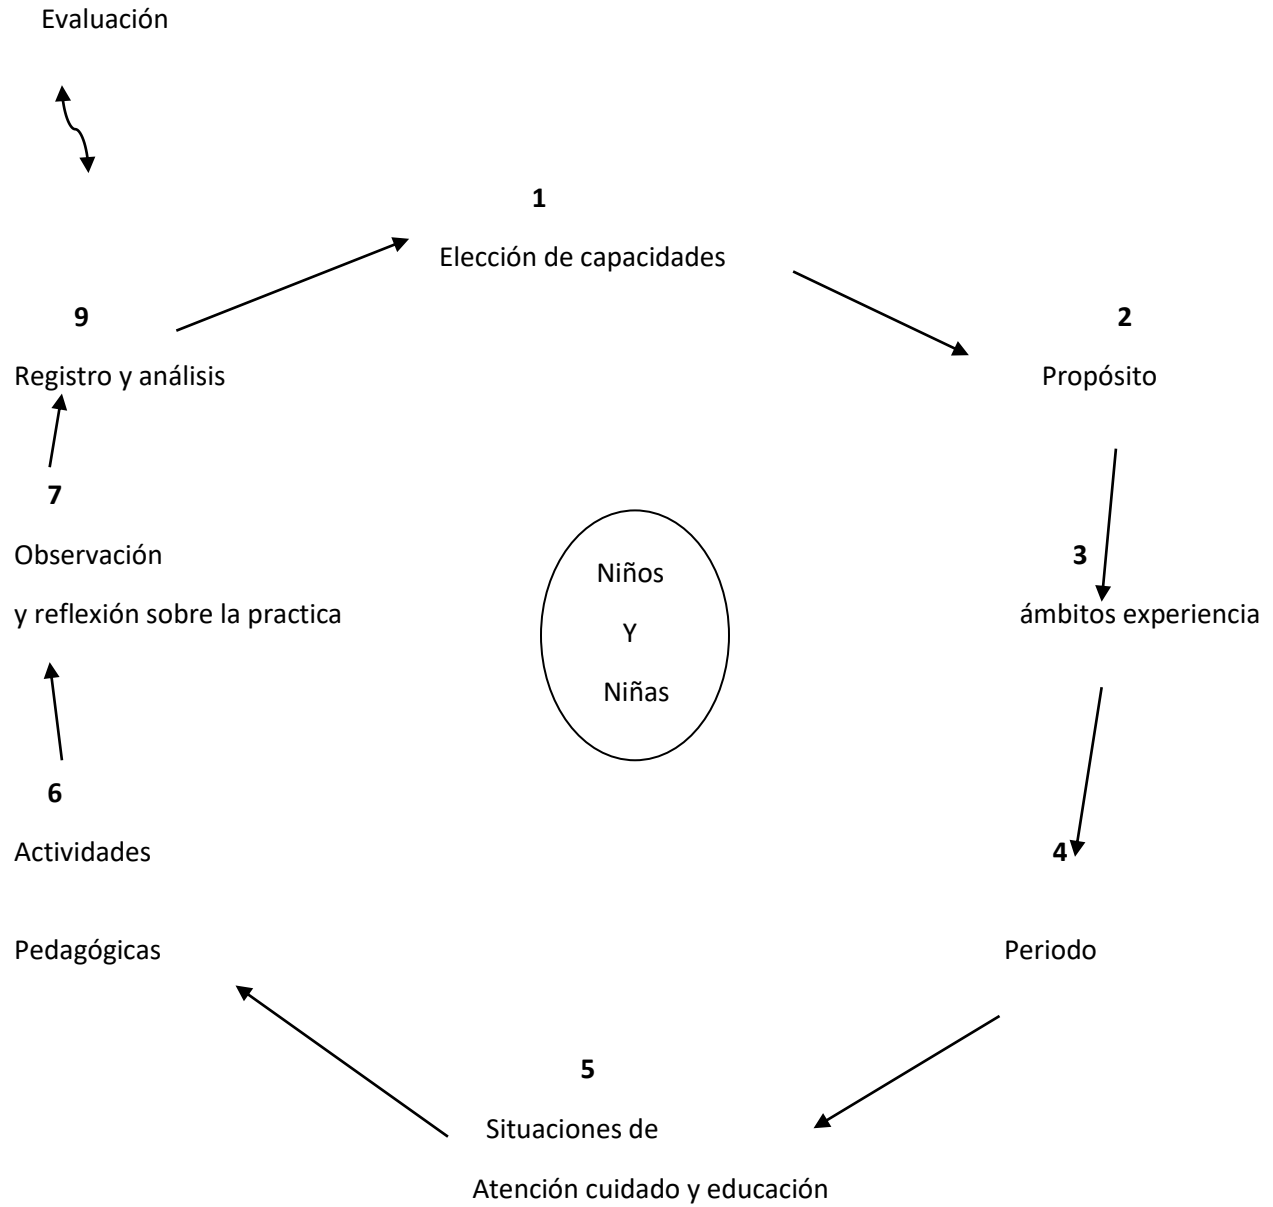 Evaluación
1
Elección de capacidades
9
2
Registro y análisis
Propósito
7
Observación
3
y reflexión sobre la practica
ámbitos experiencia
Niños
Y
Niñas
6
Actividades
4
Pedagógicas
Periodo
5
Situaciones de
Atención cuidado y educación